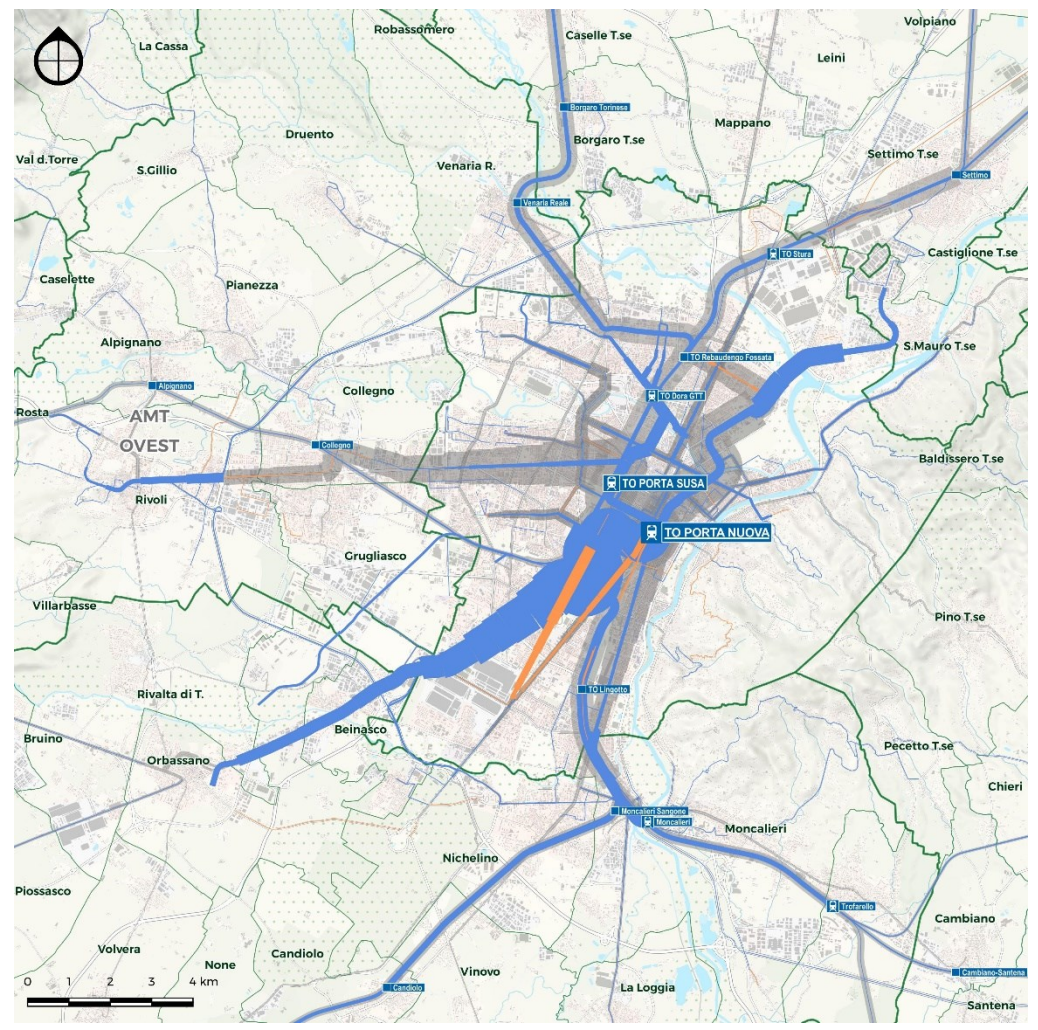 La Cassa
Robassomero
Caselle T.se
Volpiano
Leini
Borgaro Torinese
Mappano
Druento
Borgaro T.se
Val d.Torre
S.Gillio
Venaria R.
Settimo T.se
Settimo
Venaria Reale
TO Stura
Castiglione T.se
Caselette
Pianezza
Alpignano
S.Mauro T.se
TO Rebaudengo Fossata
Alpignano
Collegno
TO Dora GTT
Rosta
AMT
OVEST
Collegno
Baldissero T.se
TO PORTA SUSA
Rivoli
TO PORTA NUOVA
Grugliasco
Villarbasse
Pino T.se
Rivalta di T.
TO Lingotto
Bruino
Beinasco
Orbassano
Pecetto T.se
Chieri
Moncalieri Sangone
Moncalieri
Moncalieri
Nichelino
Piossasco
Trofarello
Cambiano
Volvera
None
Candiolo
Vinovo
Cambiano-Santena
0 1 2 3 4 km
Candiolo
La Loggia
Santena